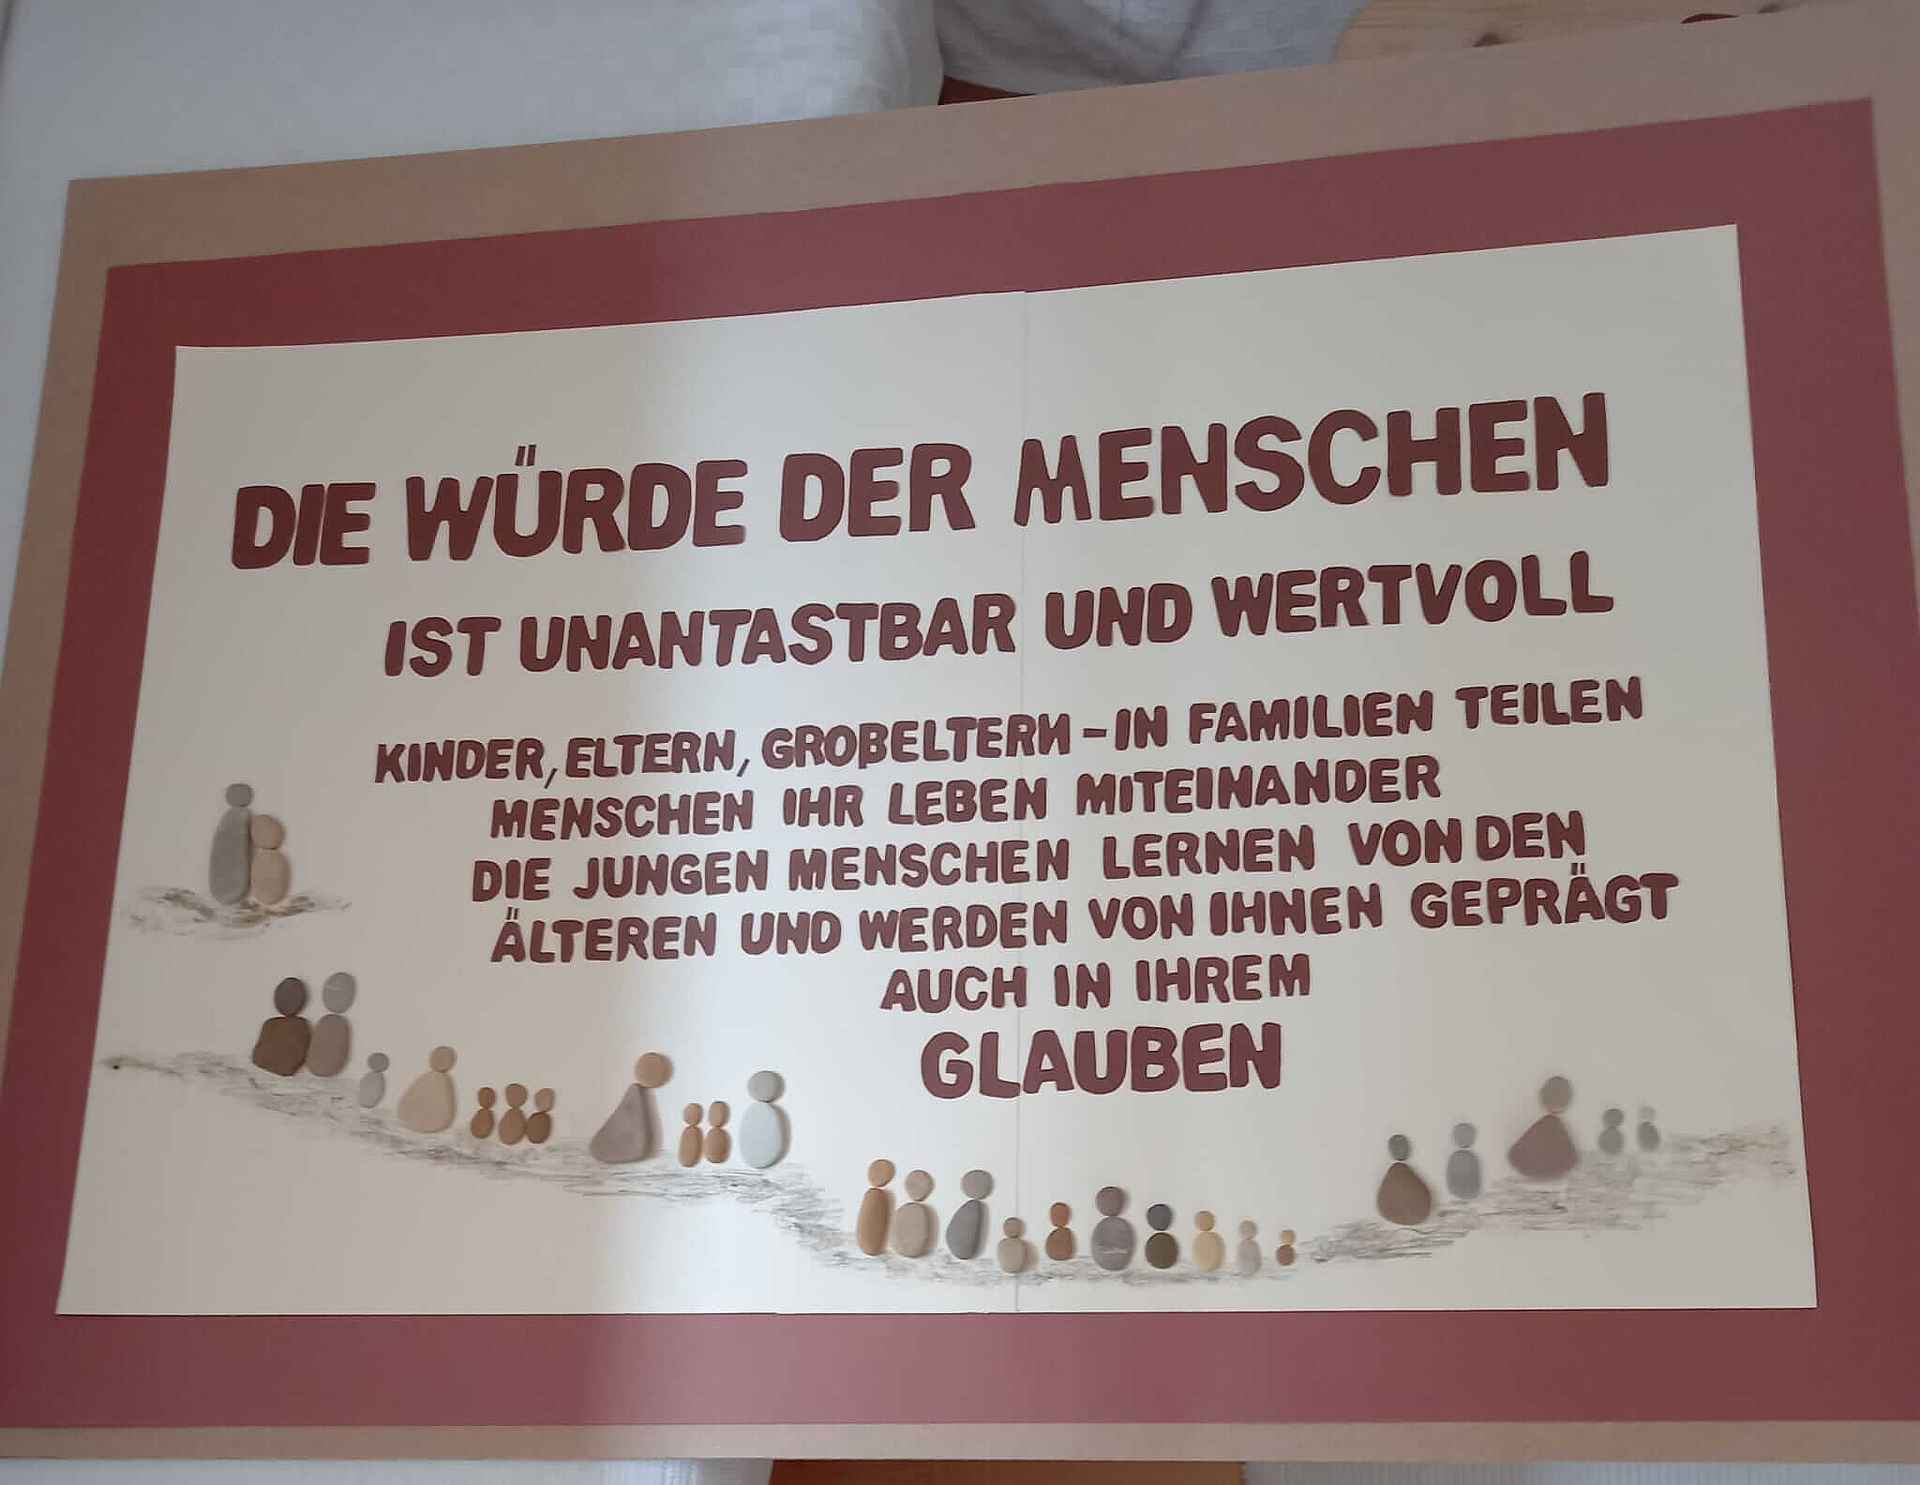 DIE WÜRDE DER MENSCHEN
IST UNANTASTBAR UND WERTVOLL
KINDER, ELTERN, GROßELTERN - IN FAMILIEN TEILEN
MENSCHEN IHR LEBEN MITEINANDER
DIE JUNGEN MENSCHEN LERNEN VON DEN
ÄLTEREN UND WERDEN VON IHNEN GEPRÄGT
AUCH IN IHREM
GLAUBEN